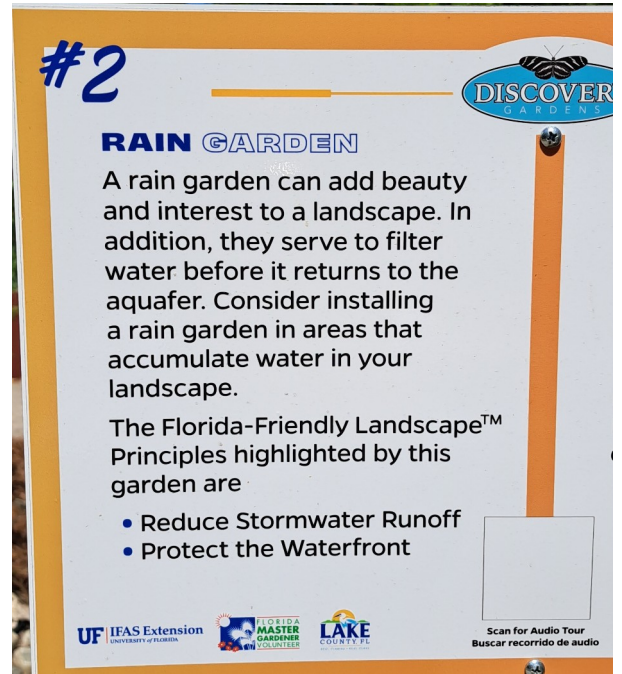 #2
DISCOVER
GARDENS
RAIN GARDEN
A rain garden can add beauty
and interest to a landscape. In
addition, they serve to filter
water before it returns to the
aquafer. Consider installing
a rain garden in areas that
accumulate water in your
landscape.
The Florida-Friendly Landscape™
Principles highlighted by this
garden are
• Reduce Stormwater Runoff
• Protect the Waterfront
UF IFAS Extension
UNIVERSITY of FLORIDA
FLORIDA
MASTER
GARDENER
VOLUNTEER
LAKE
COUNTY FL
Scan for Audio Tour
Buscar recorrido de audio